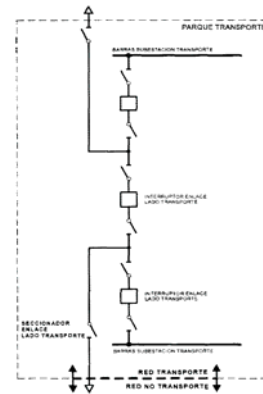 PARQUE TRANSPORTE
BARRAS SUBESTACION TRANSPORTE
INTERRUPTOR ENLACE
LADO TRANSPORTE
SECCIONADOR
ENLACE
LADO TRANSPORTE
INTERRUPTOR ENLACE
LADO TRANSPORTE
BARRAS SUBESTACION TRANSPORTE
RED TRANSPORTE
RED NO TRANSPORTE